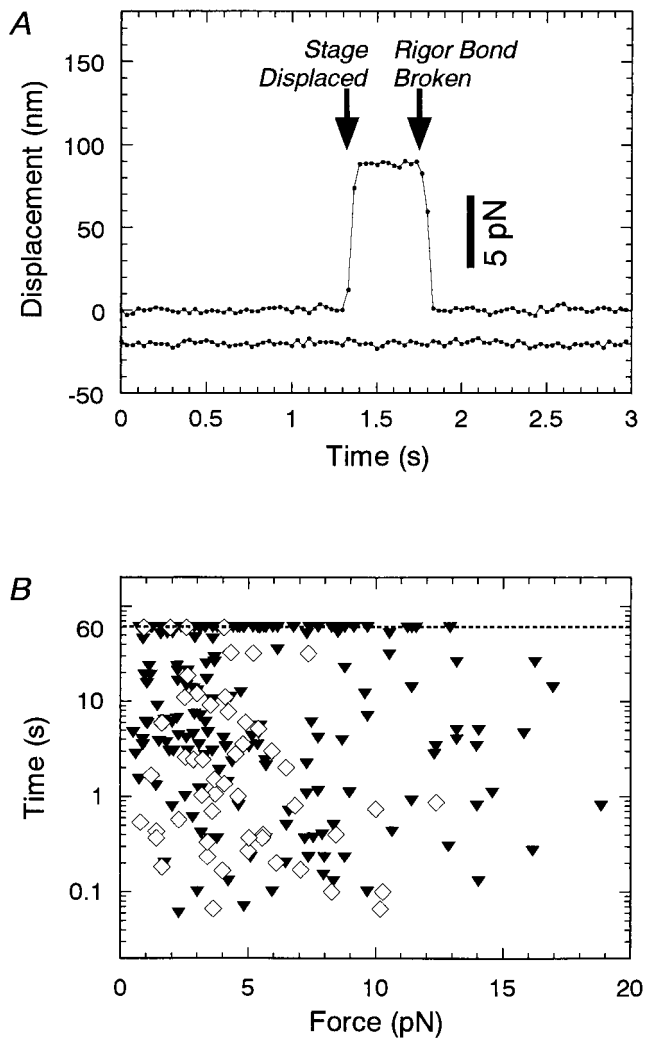 A
Stage Rigor Bond
Displaced Broken
150
100
50
0
-50
Displacement (nm)
5 pN
0 0.5 1 1.5 2 2.5 3
Time (s)
B
60
10
1
0.1
Time (s)
0 5 10 15 20
Force (pN)